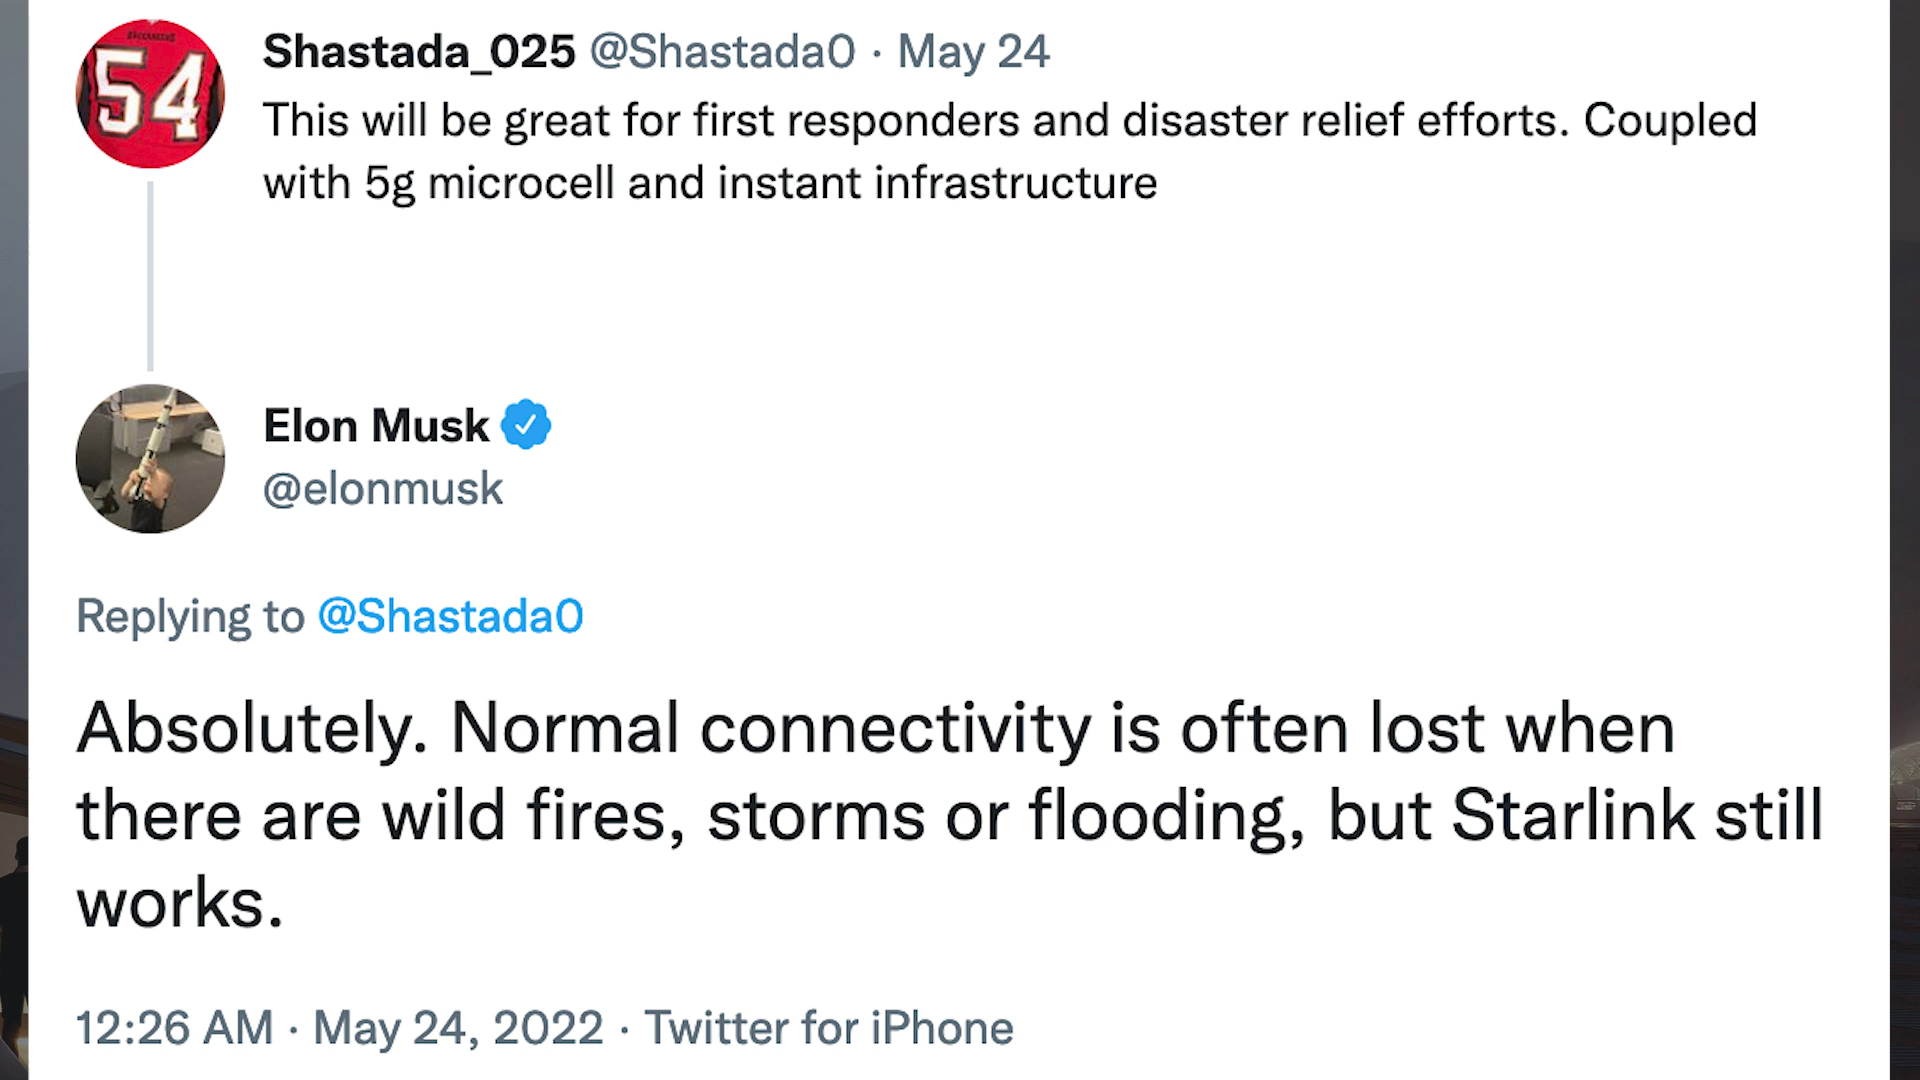 BUCCANEERS
54
Shastada_025 @Shastada0 · May 24
This will be great for first responders and disaster relief efforts. Coupled
with 5g microcell and instant infrastructure
Elon Musk
@elonmusk
Replying to @Shastada0
Absolutely. Normal connectivity is often lost when
there are wild fires, storms or flooding, but Starlink still
works.
12:26 AM · May 24, 2022 · Twitter for iPhone